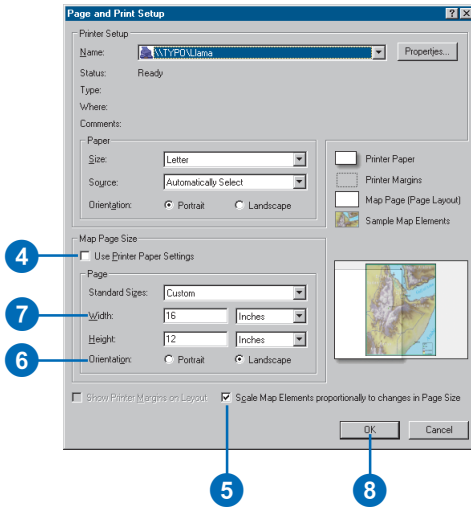 Page and Print Setup
Printer Setup
Name: \\TYPO\Llama Properties...
Status: Ready
Type:
Where:
Comments:
Paper
Size: Letter
Source: Automatically Select
Orientation: Portrait Landscape
Printer Paper
Printer Margins
Map Page (Page Layout)
Sample Map Elements
Map Page Size
4 Use Printer Paper Settings
Page
Standard Sizes: Custom
7 Width: 16 Inches
Height: 12 Inches
6 Orientation: Portrait Landscape
Show Printer Margins on Layout Scale Map Elements proportionally to changes in Page Size
OK Cancel
5 8